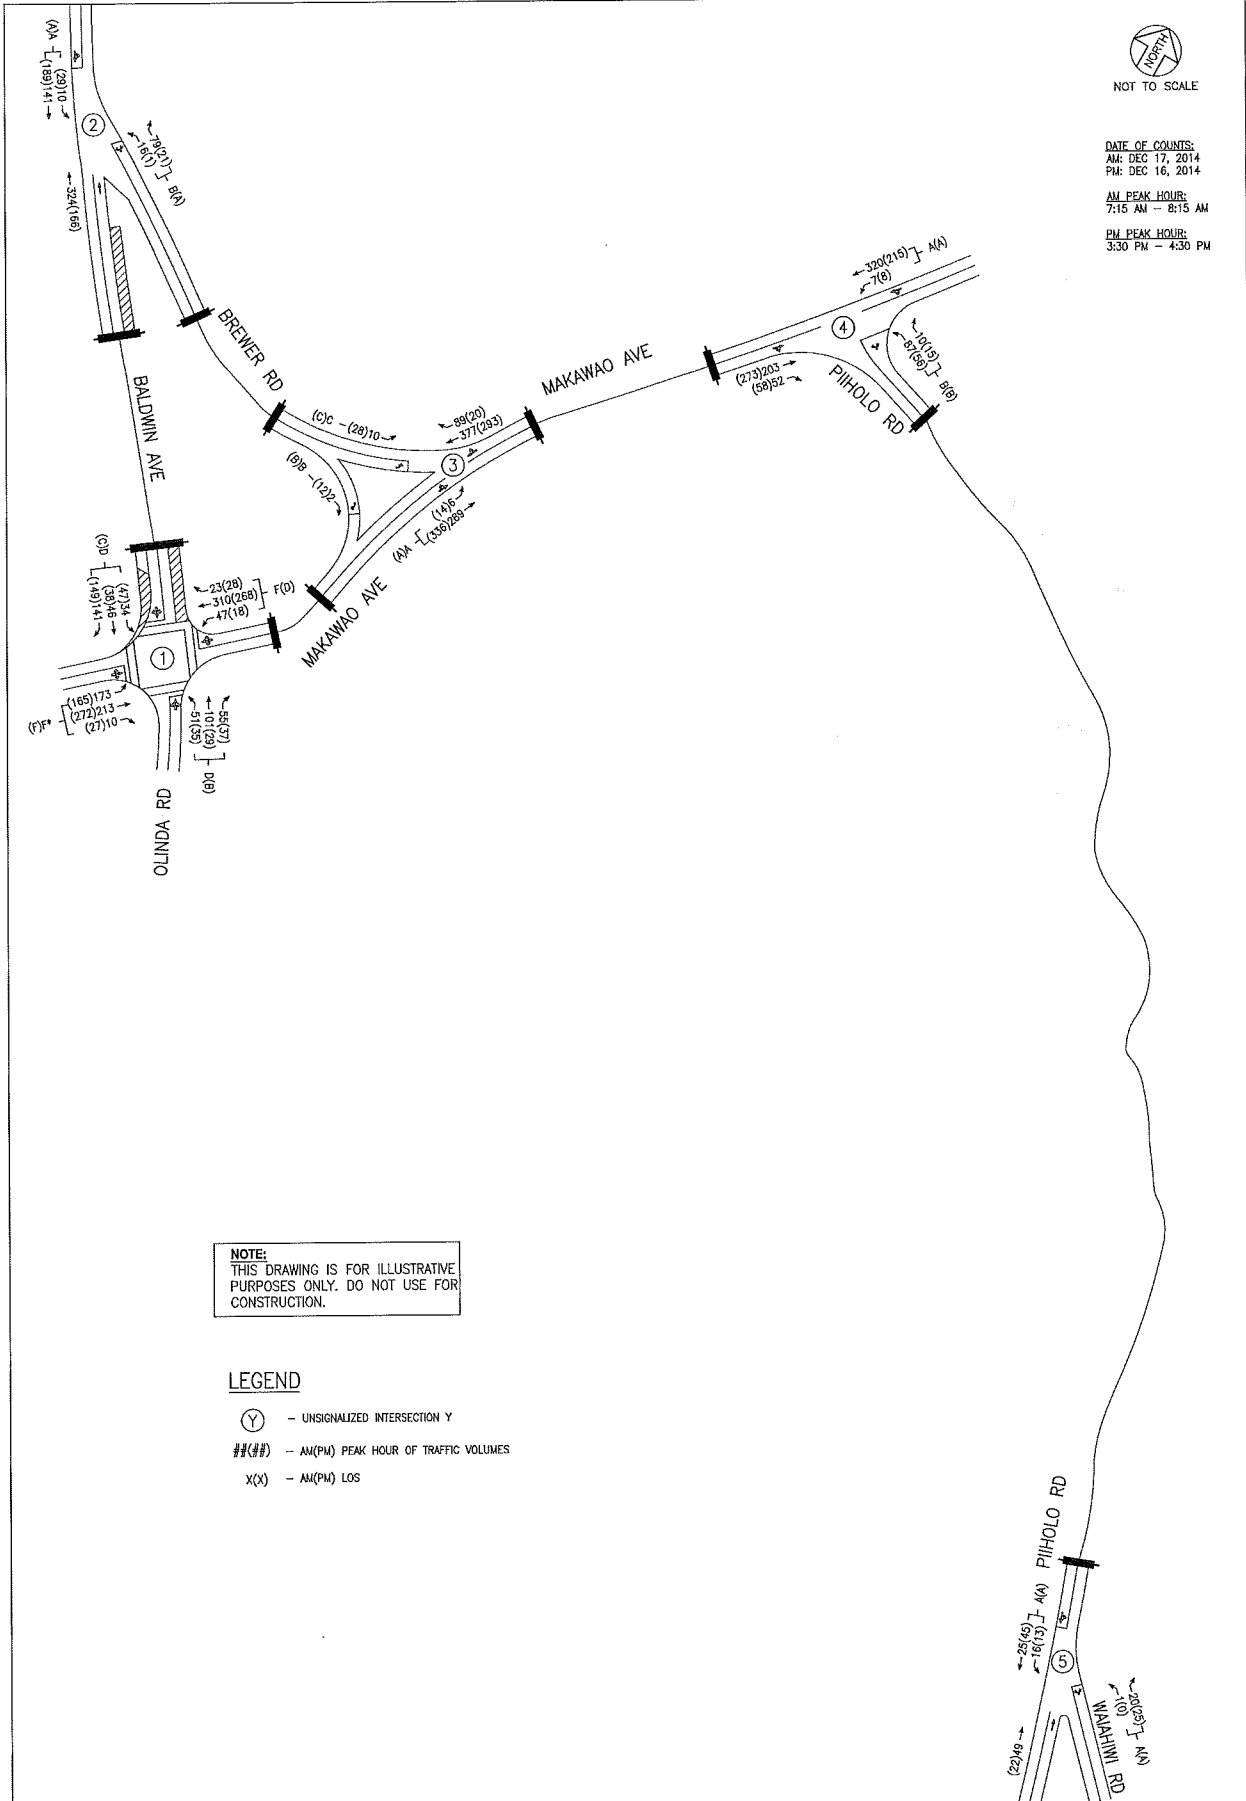 NORTH
NOT TO SCALE
DATE OF COUNTS:
AM: DEC 17, 2014
PM: DEC 16, 2014
AM PEAK HOUR:
7:15 AM – 8:15 AM
PM PEAK HOUR:
3:30 PM – 4:30 PM
(A)A
(29)10
(189)141
2
79(21)
16(1)
B(A)
324(166)
BREWER RD
BALDWIN AVE
320(215)
7(8)
A(A)
4
10(15)
87(56)
B(B)
(273)203
(58)52
PIIHOLO RD
MAKAWAO AVE
(C)C – (28)10
89(20)
377(293)
3
(B)B – (12)2
(14)6
(336)289
(A)A
MAKAWAO AVE
(C)D
(47)34
(38)46
(149)141
23(28)
310(268)
47(18)
F(D)
1
(165)173
(272)213
(27)10
(F)F*
55(37)
101(29)
51(35)
D(B)
OLINDA RD
NOTE:
THIS DRAWING IS FOR ILLUSTRATIVE
PURPOSES ONLY. DO NOT USE FOR
CONSTRUCTION.
LEGEND
Y – UNSIGNALIZED INTERSECTION Y
##(##) – AM(PM) PEAK HOUR OF TRAFFIC VOLUMES
X(X) – AM(PM) LOS
PIIHOLO RD
25(45)
16(13)
A(A)
5
20(25)
1(0)
A(A)
WAIAHIWI RD
(22)49